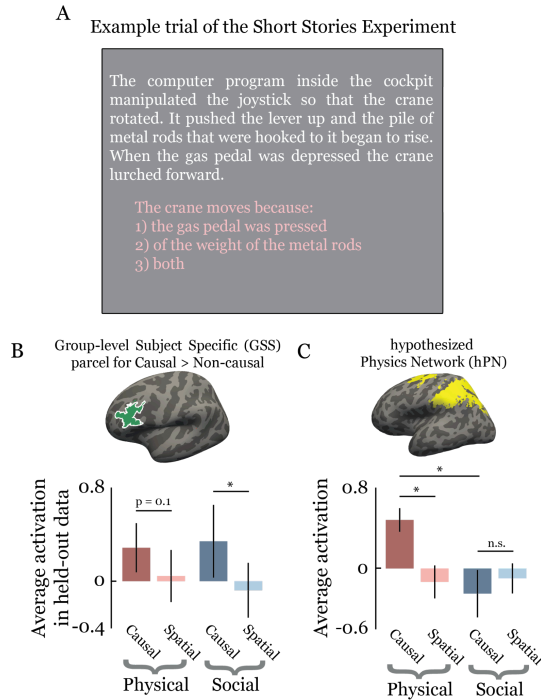 A
Example trial of the Short Stories Experiment
The computer program inside the cockpit
manipulated the joystick so that the crane
rotated. It pushed the lever up and the pile of
metal rods that were hooked to it began to rise.
When the gas pedal was depressed the crane
lurched forward.
The crane moves because:
1) the gas pedal was pressed
2) of the weight of the metal rods
3) both
B
Group-level Subject Specific (GSS)
parcel for Causal > Non-causal
Average activation
in held-out data
0.8
0
-0.4
p = 0.1
*
Causal
Spatial
Causal
Spatial
Physical
Social
C
hypothesized
Physics Network (hPN)
Average activation
0.8
0
-0.6
*
*
n.s.
Causal
Spatial
Causal
Spatial
Physical
Social